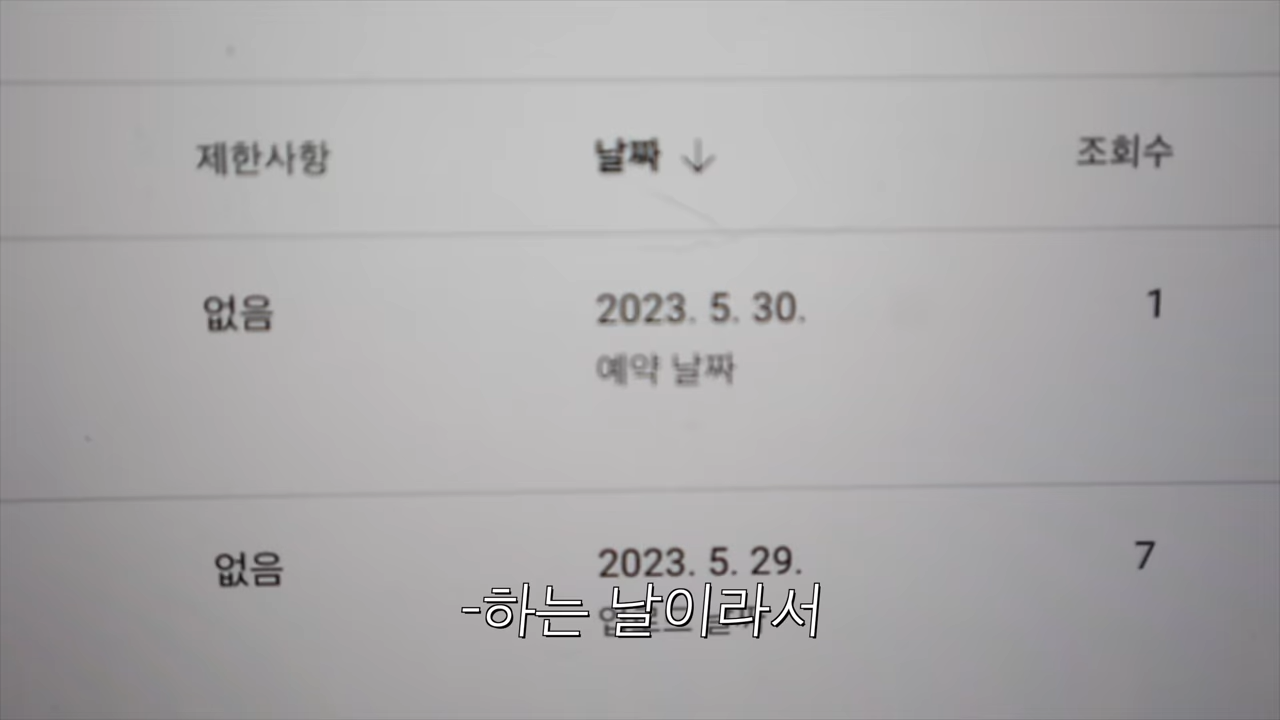 제한사항 날짜 ↓ 조회수
없음 2023. 5. 30. 1
예약 날짜
없음 2023. 5. 29. 7
-하는 날이라서